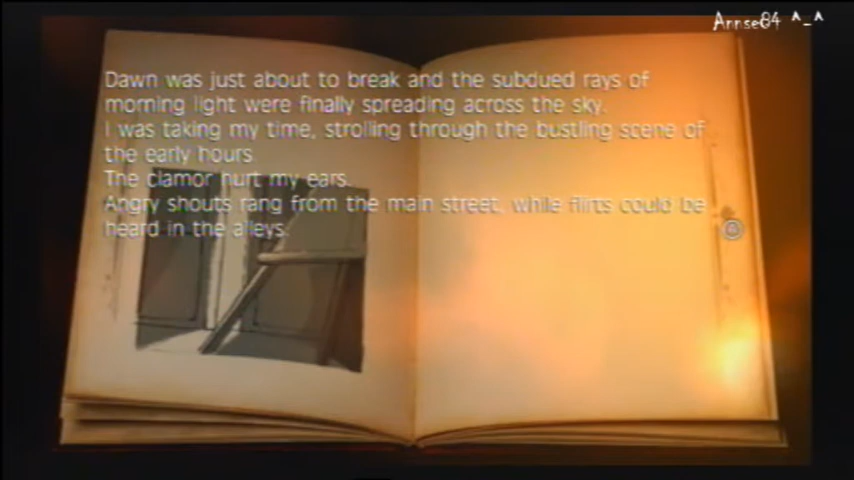 Annse84 ^_^
Dawn was just about to break and the subdued rays of
morning light were finally spreading across the sky.
I was taking my time, strolling through the bustling scene of
the early hours.
The clamor hurt my ears.
Angry shouts rang from the main street, while flirts could be
heard in the alleys.